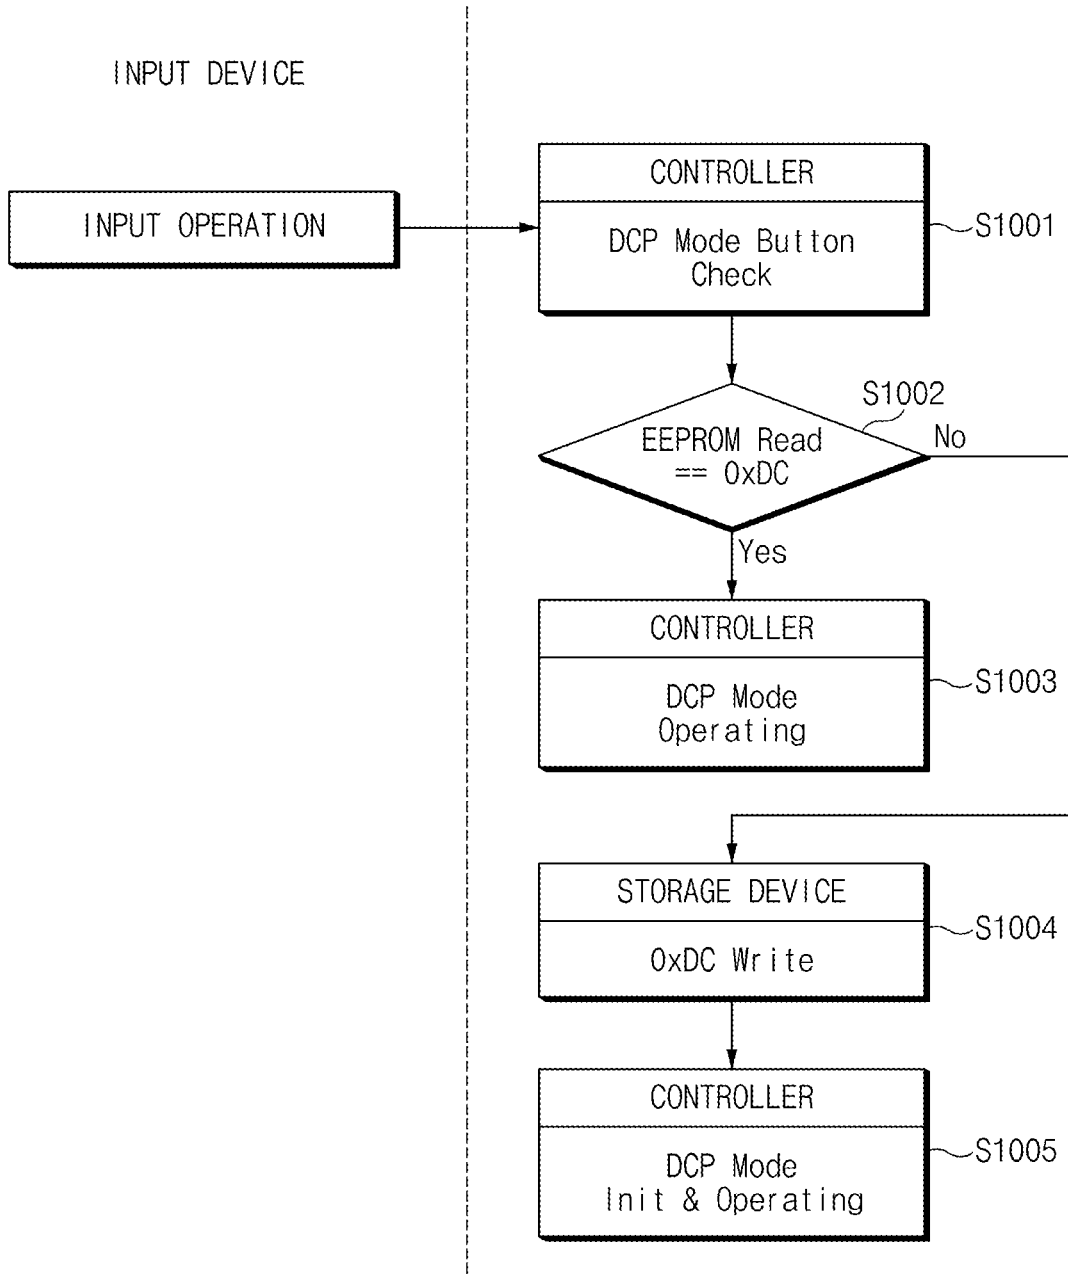 INPUT DEVICE
INPUT OPERATION
CONTROLLER
DCP Mode Button
Check
S1001
S1002
EEPROM Read
== 0xDC
No
Yes
CONTROLLER
DCP Mode
Operating
S1003
STORAGE DEVICE
0xDC Write
S1004
CONTROLLER
DCP Mode
Init & Operating
S1005